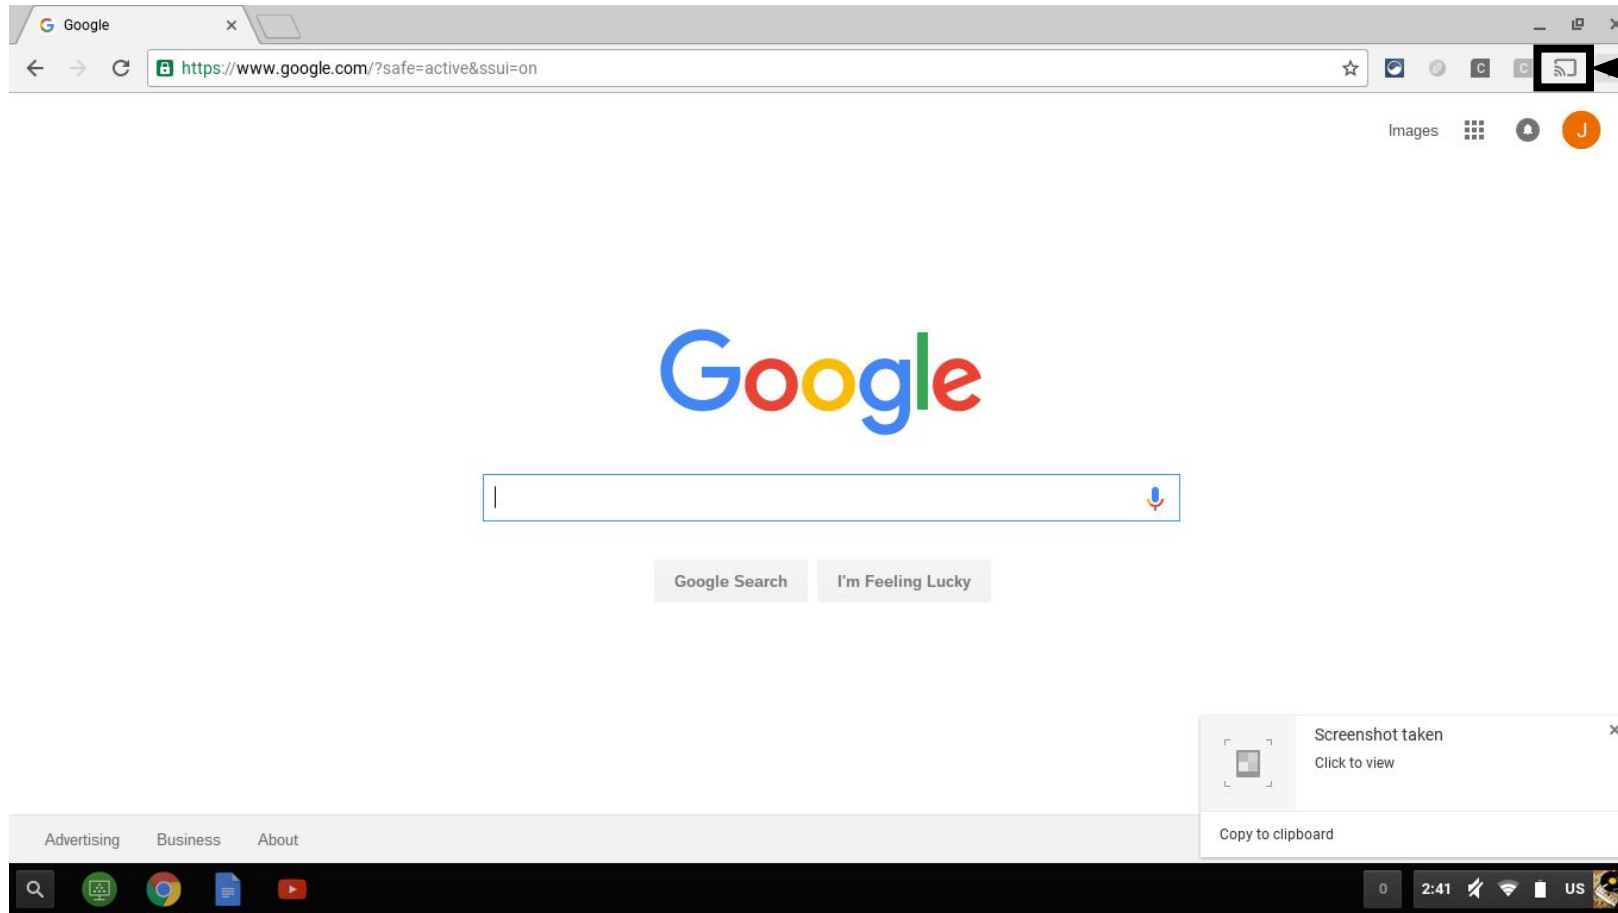 Google
https://www.google.com/?safe=active&ssui=on
C
C
Images
J
Google
Google Search
I'm Feeling Lucky
Screenshot taken
Click to view
Copy to clipboard
Advertising
Business
About
0
2:41
US